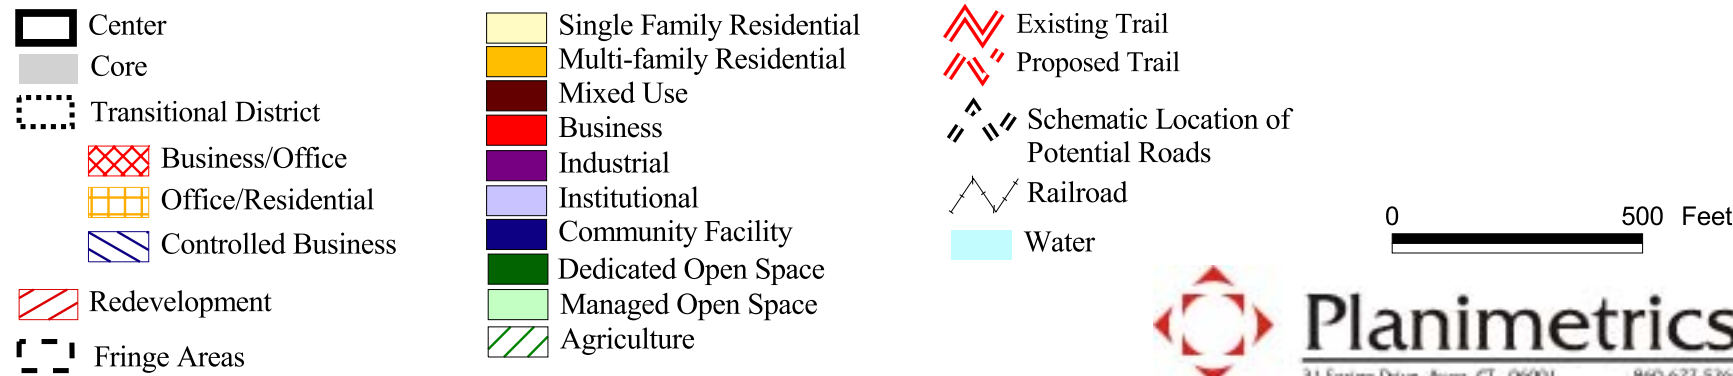 Center
Core
Transitional District
Business/Office
Office/Residential
Controlled Business
Redevelopment
Fringe Areas
Single Family Residential
Multi-family Residential
Mixed Use
Business
Industrial
Institutional
Community Facility
Dedicated Open Space
Managed Open Space
Agriculture
Existing Trail
Proposed Trail
Schematic Location of
Potential Roads
Railroad
Water
0 500 Feet
Planimetrics